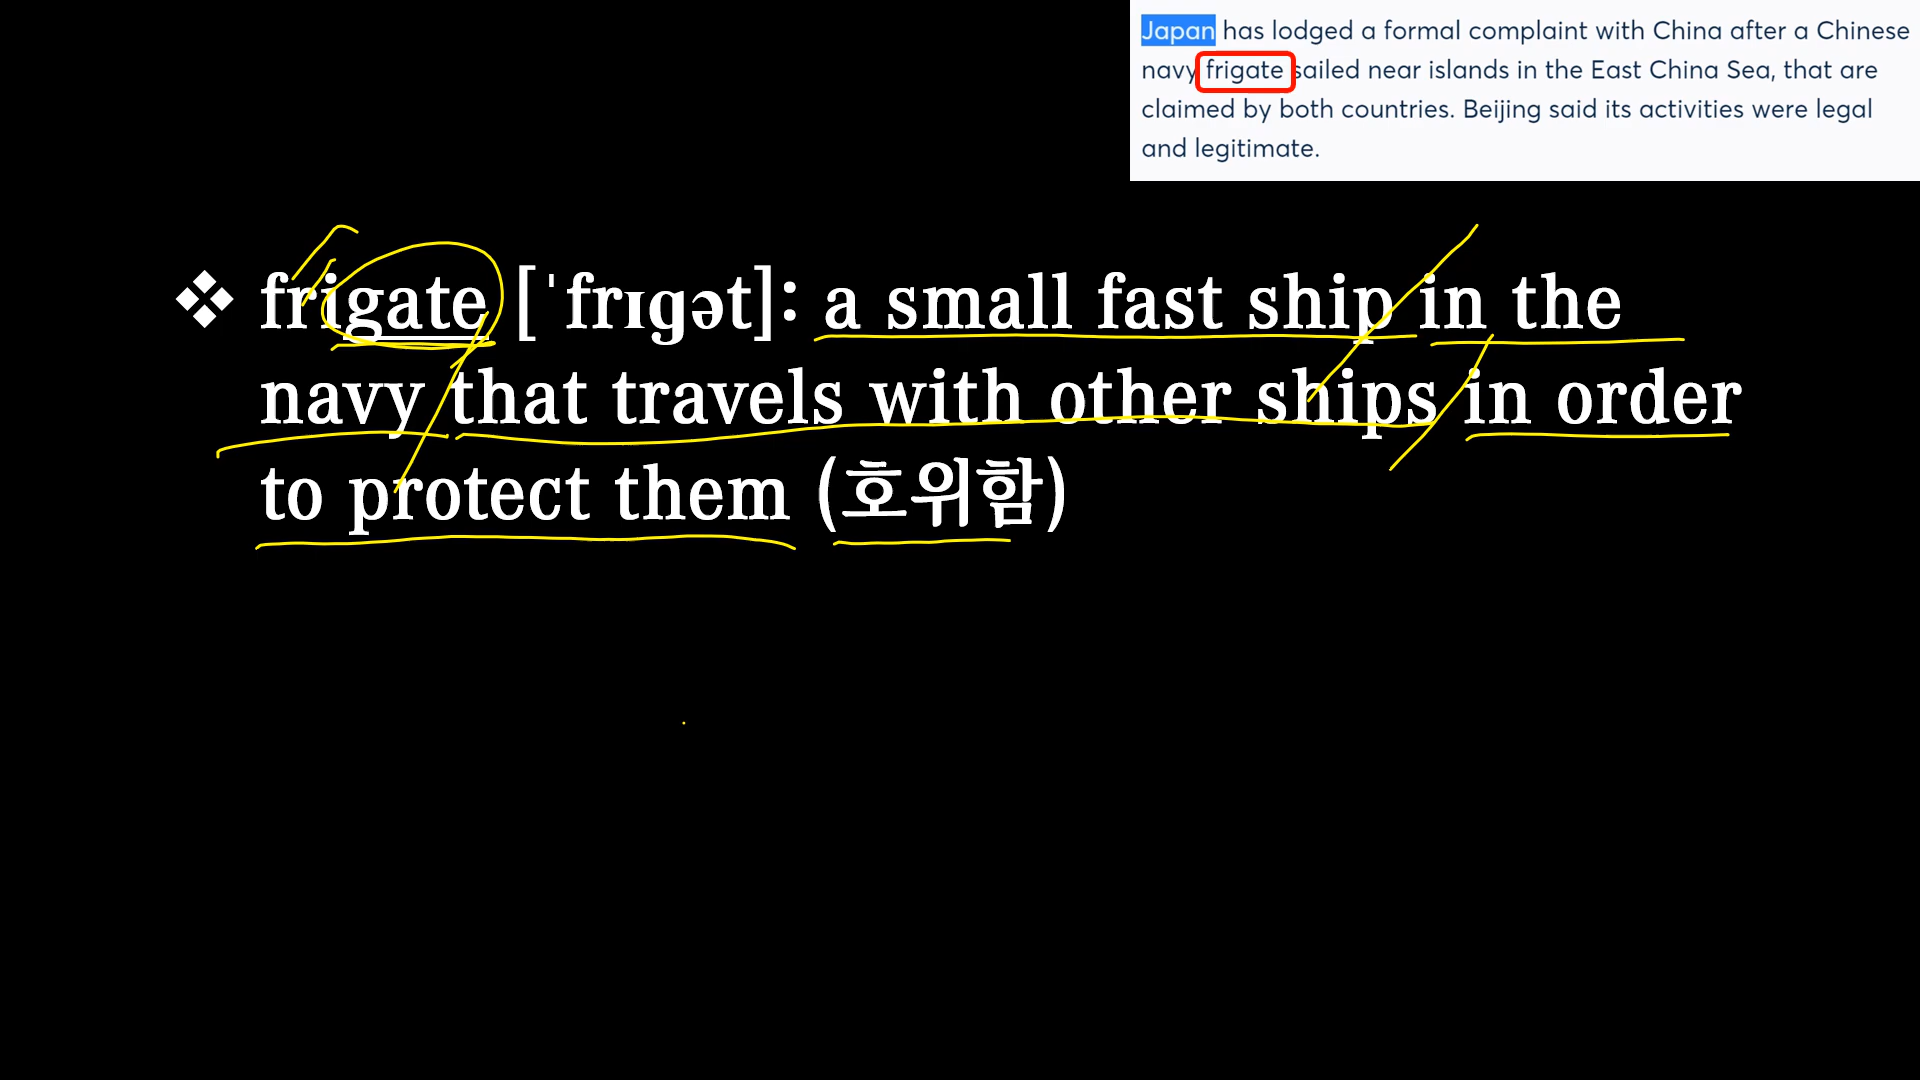 Japan has lodged a formal complaint with China after a Chinese
navy frigate sailed near islands in the East China Sea, that are
claimed by both countries. Beijing said its activities were legal
and legitimate.
❖ frigate [ˈfrɪɡət]: a small fast ship in the
navy that travels with other ships in order
to protect them (호위함)